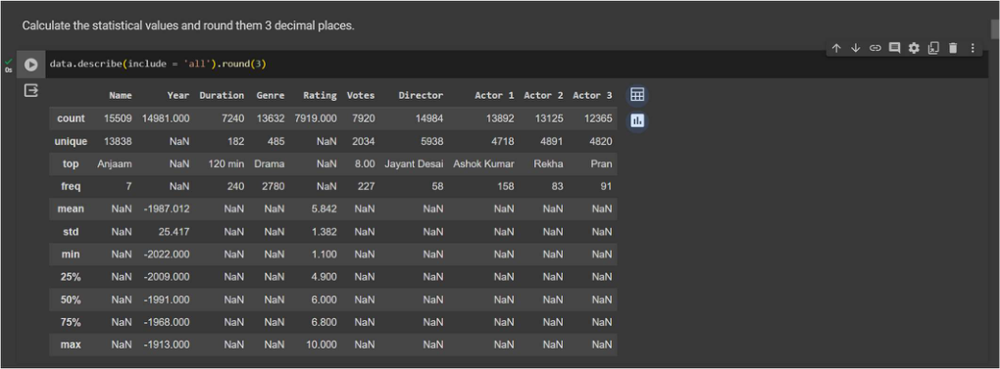 Calculate the statistical values and round them 3 decimal places.
0s
data.describe(include = 'all').round(3)
Name Year Duration Genre Rating Votes Director Actor 1 Actor 2 Actor 3
count 15509 14981.000 7240 13632 7919.000 7920 14984 13892 13125 12365
unique 13838 NaN 182 485 NaN 2034 5938 4718 4891 4820
top Anjaam NaN 120 min Drama NaN 8.00 Jayant Desai Ashok Kumar Rekha Pran
freq 7 NaN 240 2780 NaN 227 58 158 83 91
mean NaN -1987.012 NaN NaN 5.842 NaN NaN NaN NaN NaN
std NaN 25.417 NaN NaN 1.382 NaN NaN NaN NaN NaN
min NaN -2022.000 NaN NaN 1.100 NaN NaN NaN NaN NaN
25% NaN -2009.000 NaN NaN 4.900 NaN NaN NaN NaN NaN
50% NaN -1991.000 NaN NaN 6.000 NaN NaN NaN NaN NaN
75% NaN -1968.000 NaN NaN 6.800 NaN NaN NaN NaN NaN
max NaN -1913.000 NaN NaN 10.000 NaN NaN NaN NaN NaN